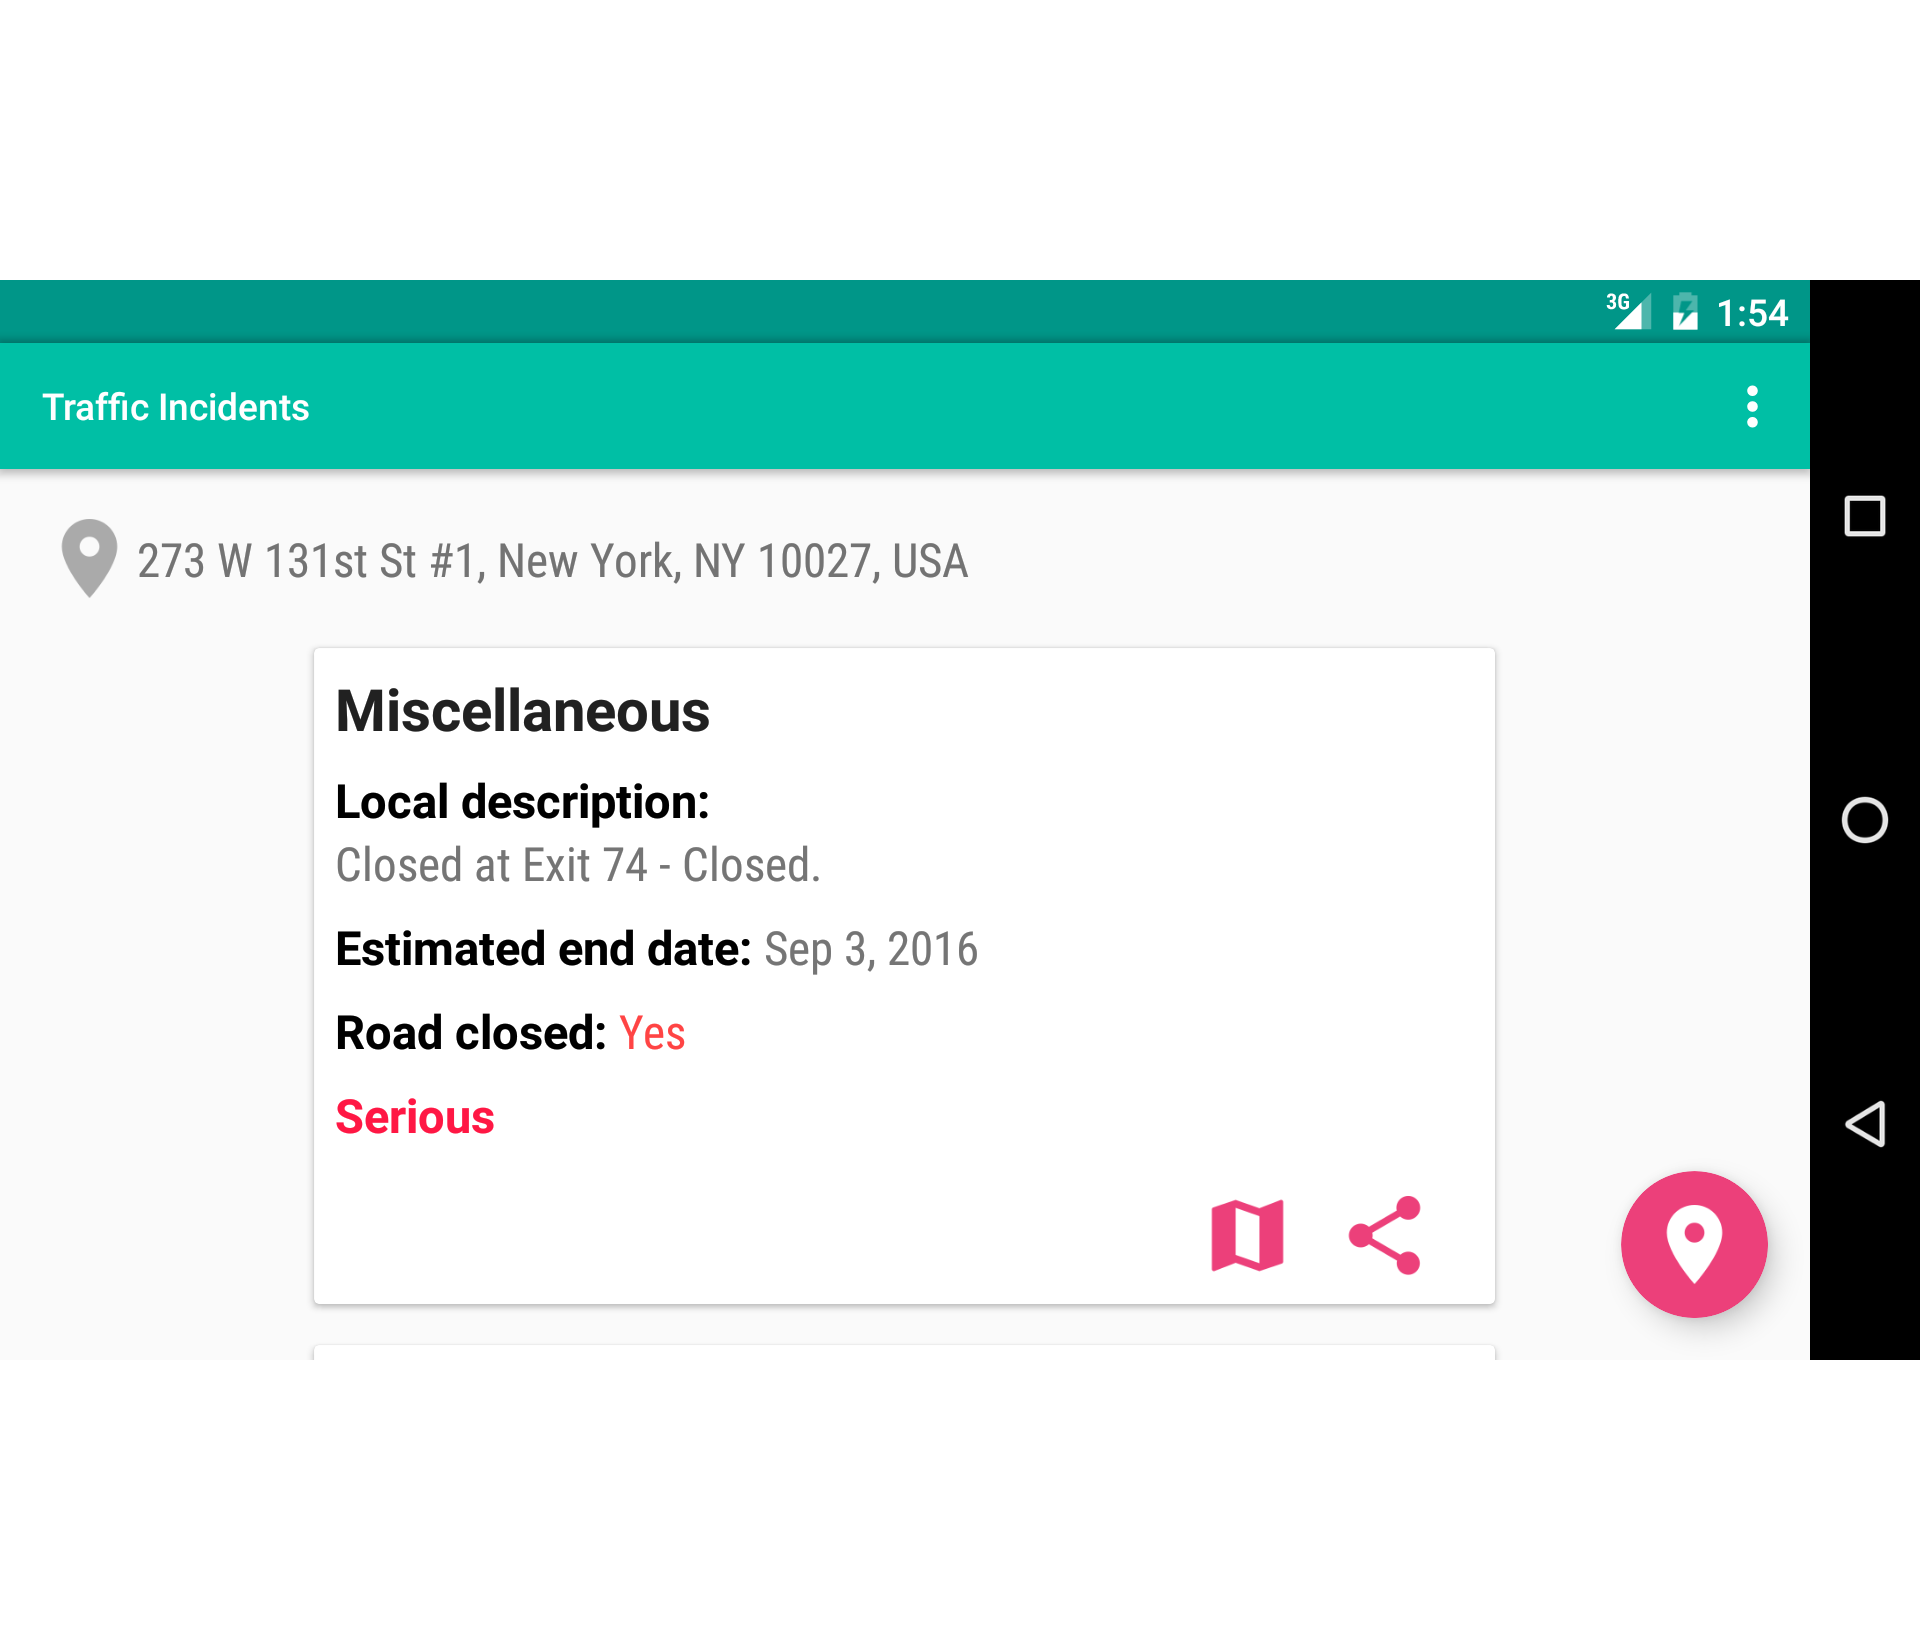 3G 1:54
Traffic Incidents
273 W 131st St #1, New York, NY 10027, USA
Miscellaneous
Local description:
Closed at Exit 74 - Closed.
Estimated end date: Sep 3, 2016
Road closed: Yes
Serious